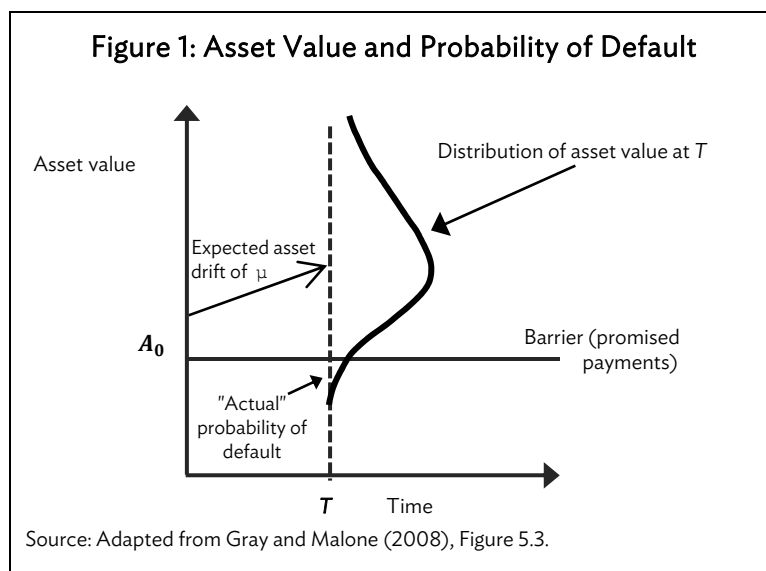 Figure 1: Asset Value and Probability of Default
Asset value
Distribution of asset value at T
Expected asset
drift of μ
A₀
Barrier (promised
payments)
"Actual"
probability of
default
T
Time
Source: Adapted from Gray and Malone (2008), Figure 5.3.